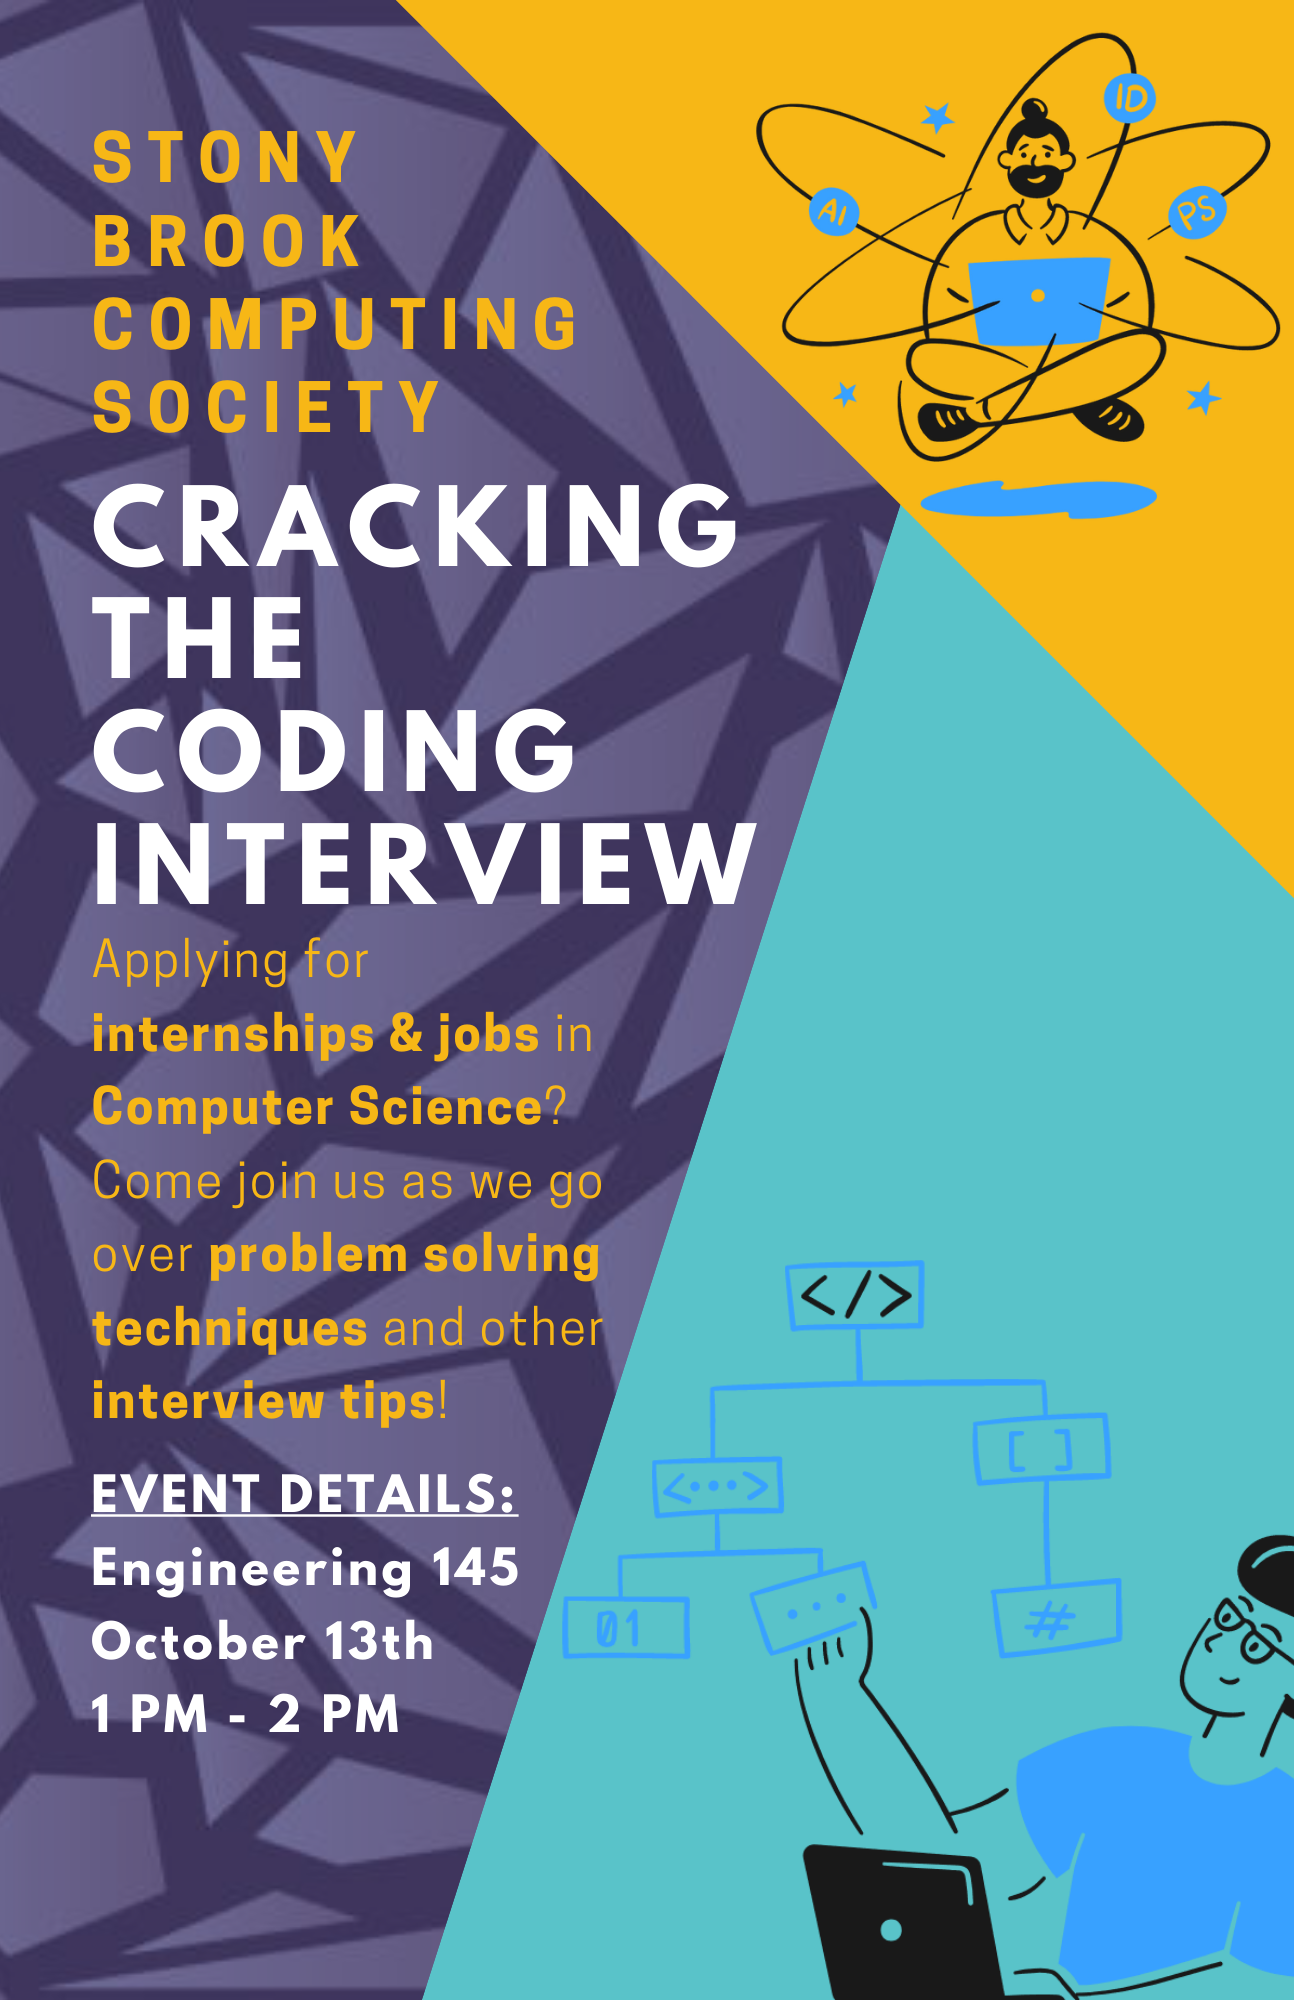 STONY
BROOK
COMPUTING
SOCIETY
CRACKING
THE
CODING
INTERVIEW
Applying for
internships & jobs in
Computer Science?
Come join us as we go
over problem solving
techniques and other
interview tips!
EVENT DETAILS:
Engineering 145
October 13th
1 PM - 2 PM
ID
AI
PS
</>
<...>
[ ]
01
...
#